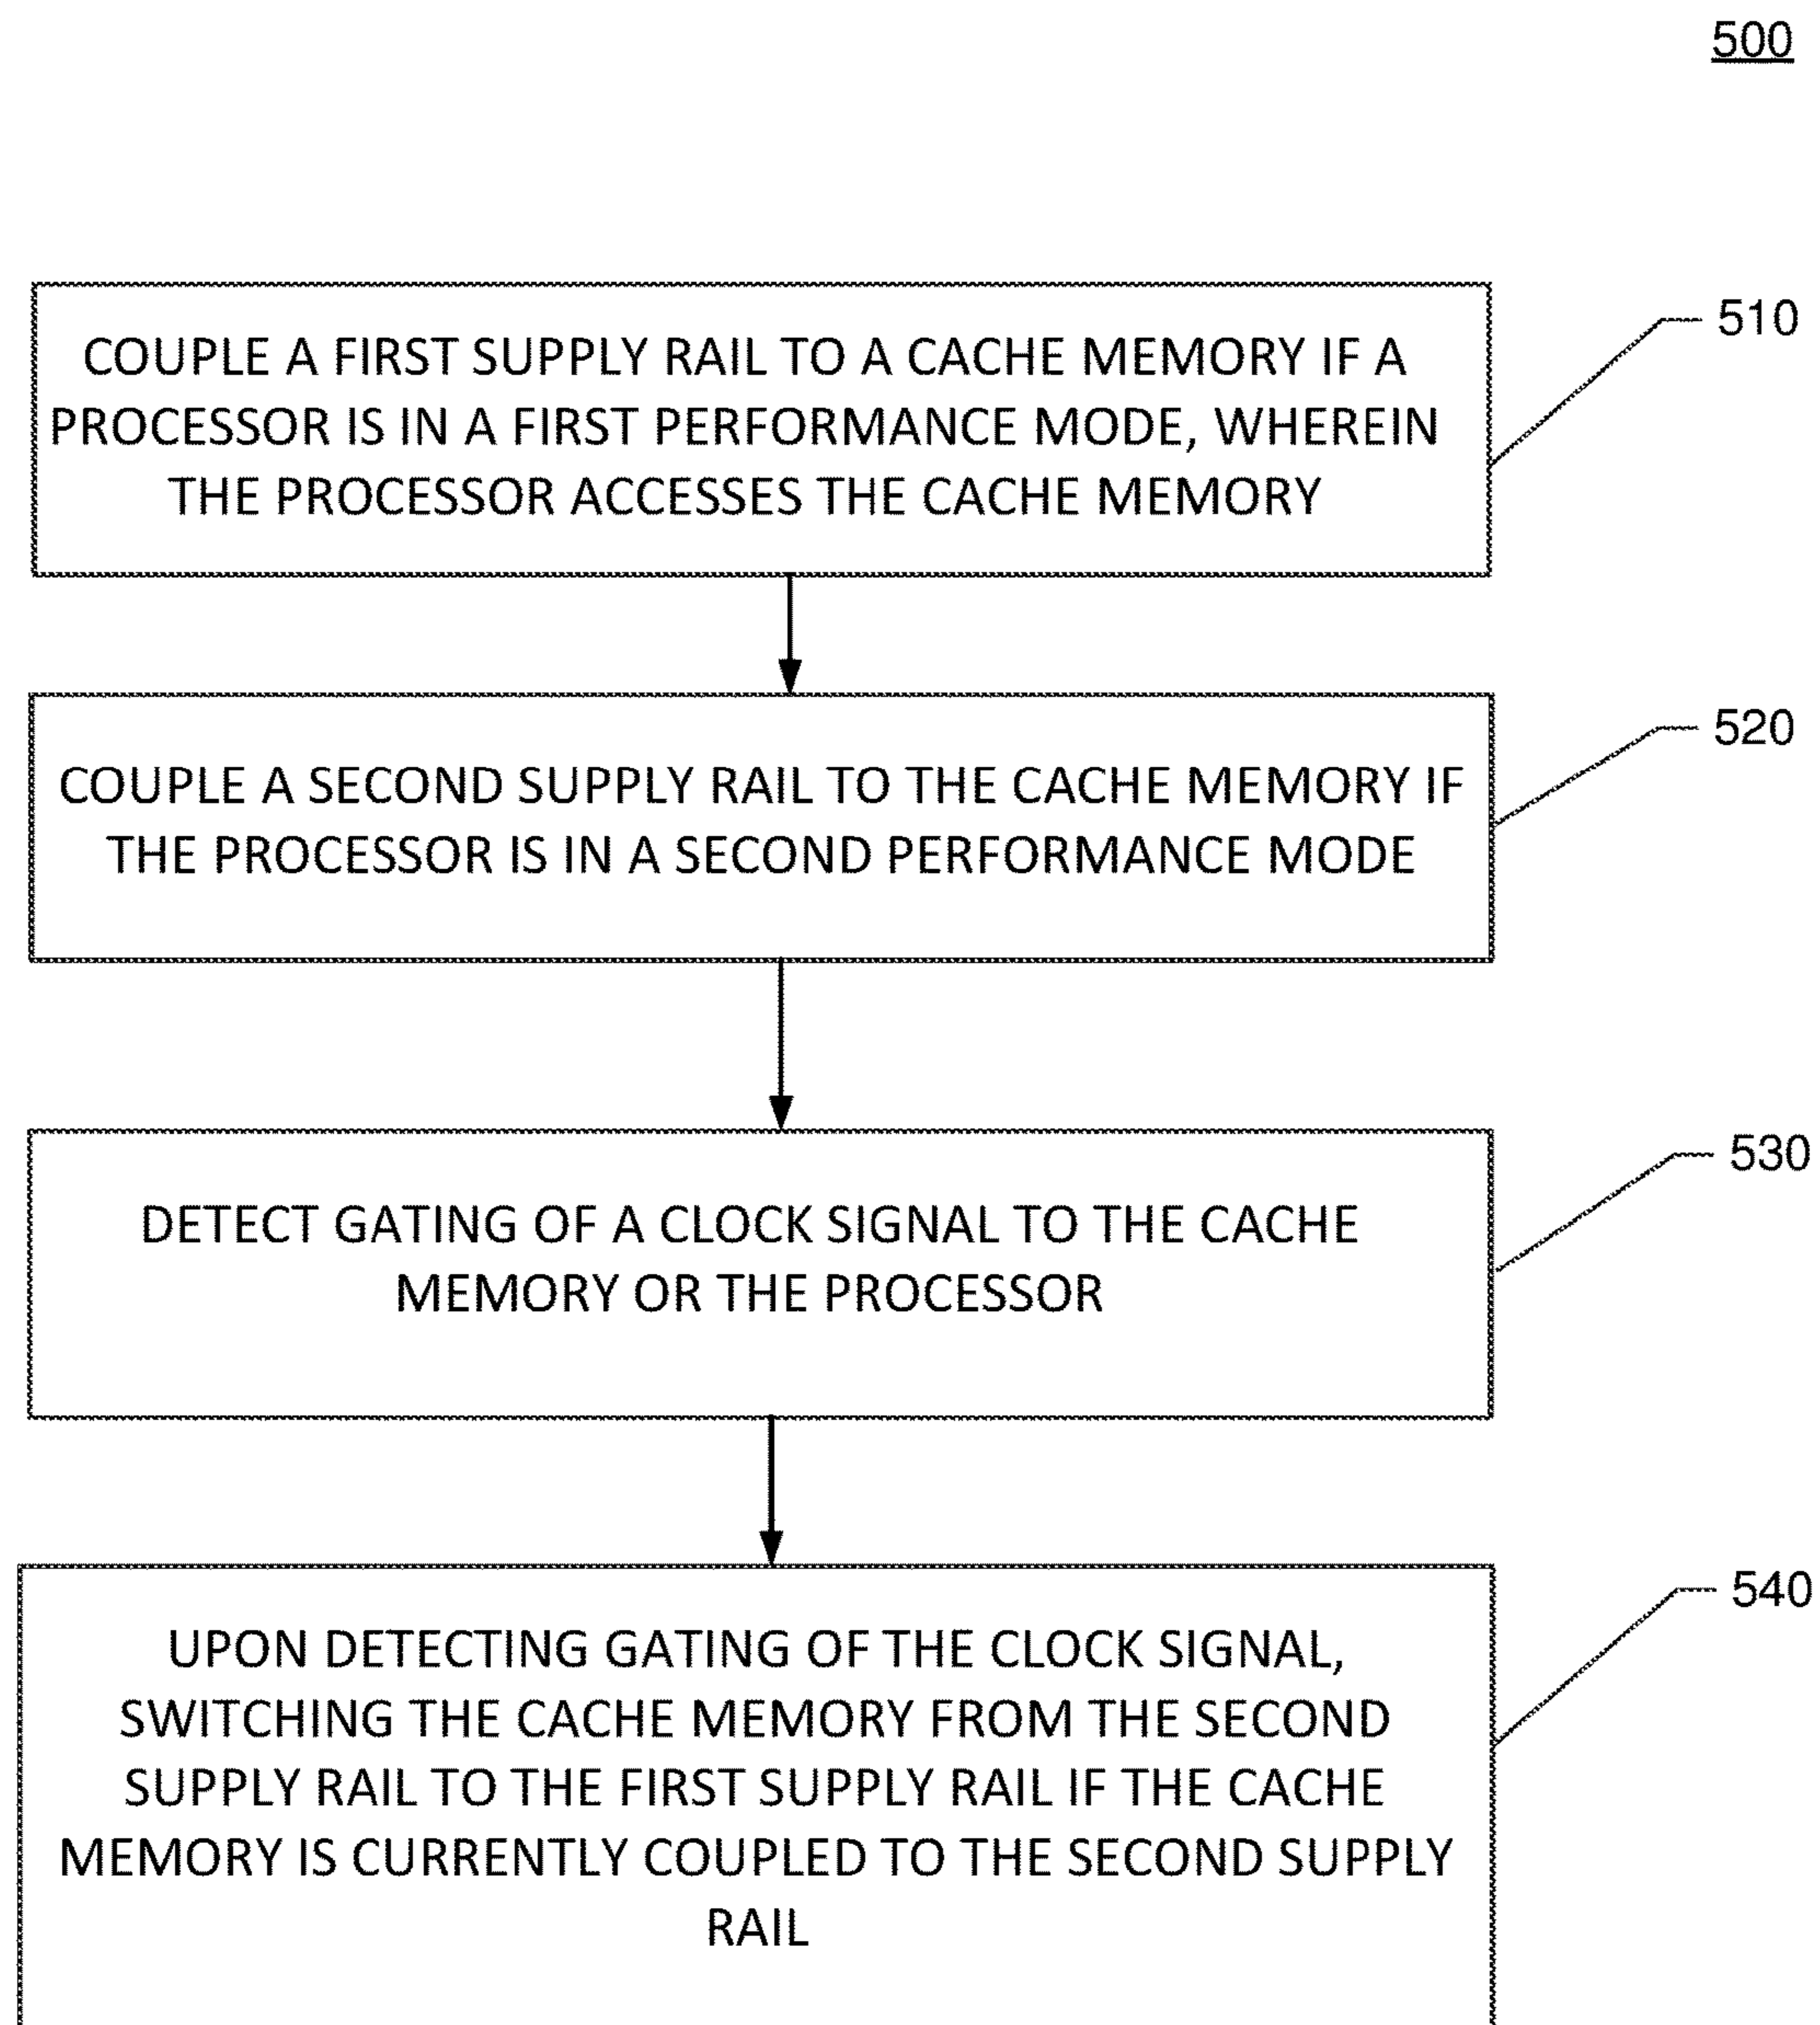 500
COUPLE A FIRST SUPPLY RAIL TO A CACHE MEMORY IF A
PROCESSOR IS IN A FIRST PERFORMANCE MODE, WHEREIN
THE PROCESSOR ACCESSES THE CACHE MEMORY
510
COUPLE A SECOND SUPPLY RAIL TO THE CACHE MEMORY IF
THE PROCESSOR IS IN A SECOND PERFORMANCE MODE
520
DETECT GATING OF A CLOCK SIGNAL TO THE CACHE
MEMORY OR THE PROCESSOR
530
UPON DETECTING GATING OF THE CLOCK SIGNAL,
SWITCHING THE CACHE MEMORY FROM THE SECOND
SUPPLY RAIL TO THE FIRST SUPPLY RAIL IF THE CACHE
MEMORY IS CURRENTLY COUPLED TO THE SECOND SUPPLY
RAIL
540